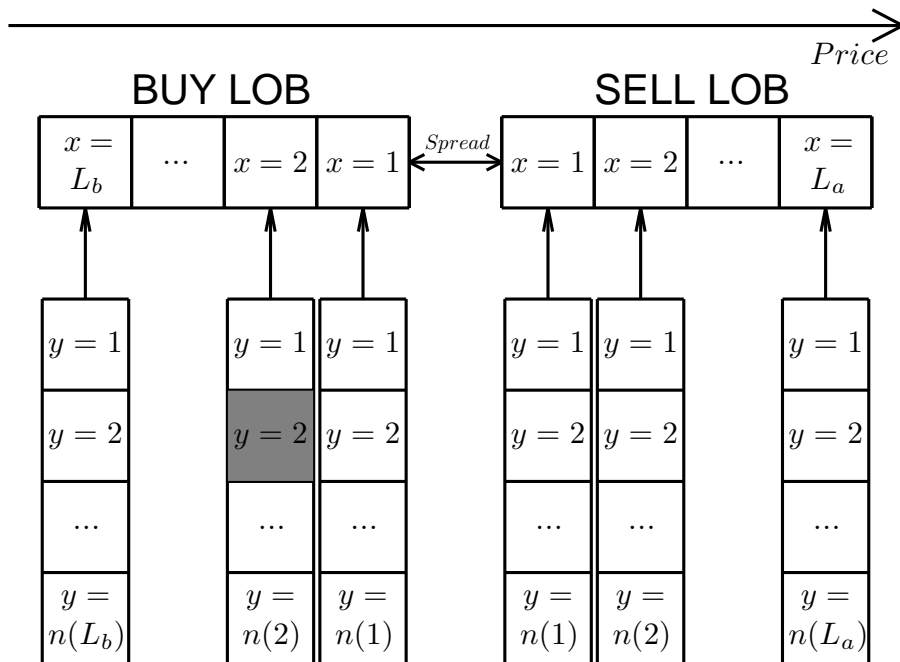 Price
BUY LOB SELL LOB
x = L_b ... x = 2 x = 1 Spread x = 1 x = 2 ... x = L_a
y = 1 y = 1 y = 1 y = 1 y = 1 y = 1
y = 2 y = 2 y = 2 y = 2 y = 2 y = 2
... ... ... ... ... ...
y = n(L_b) y = n(2) y = n(1) y = n(1) y = n(2) y = n(L_a)